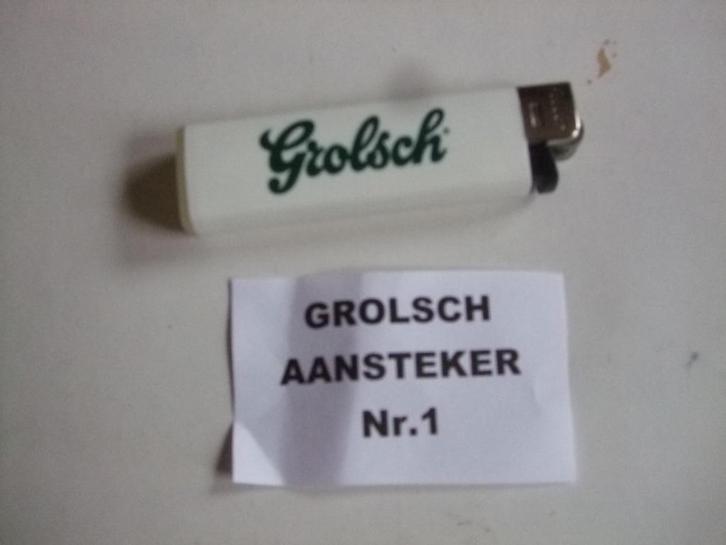 Grolsch
GROLSCH
AANSTEKER
Nr.1